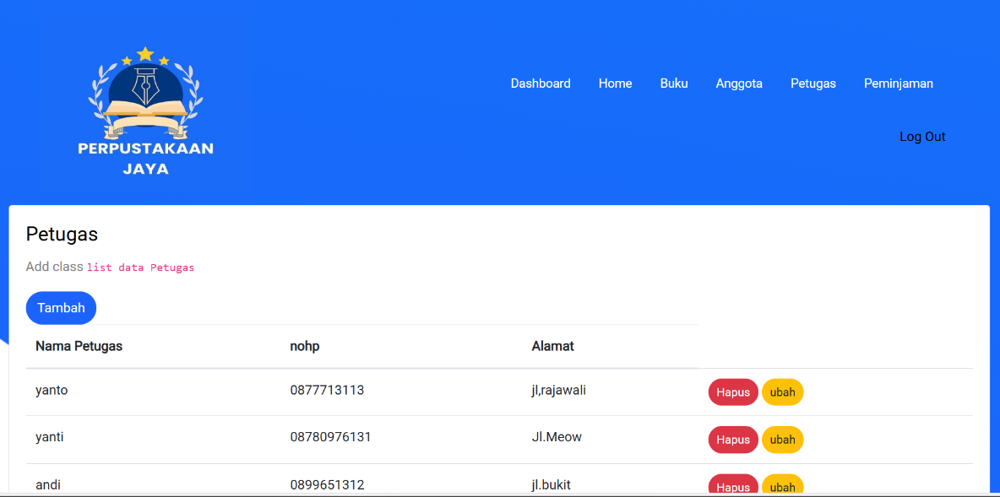 PERPUSTAKAAN
JAYA
Dashboard Home Buku Anggota Petugas Peminjaman
Log Out
Petugas
Add class list data Petugas
Tambah
Nama Petugas nohp Alamat
yanto 0877713113 jl,rajawali Hapus ubah
yanti 08780976131 Jl.Meow Hapus ubah
andi 0899651312 jl.bukit Hapus ubah